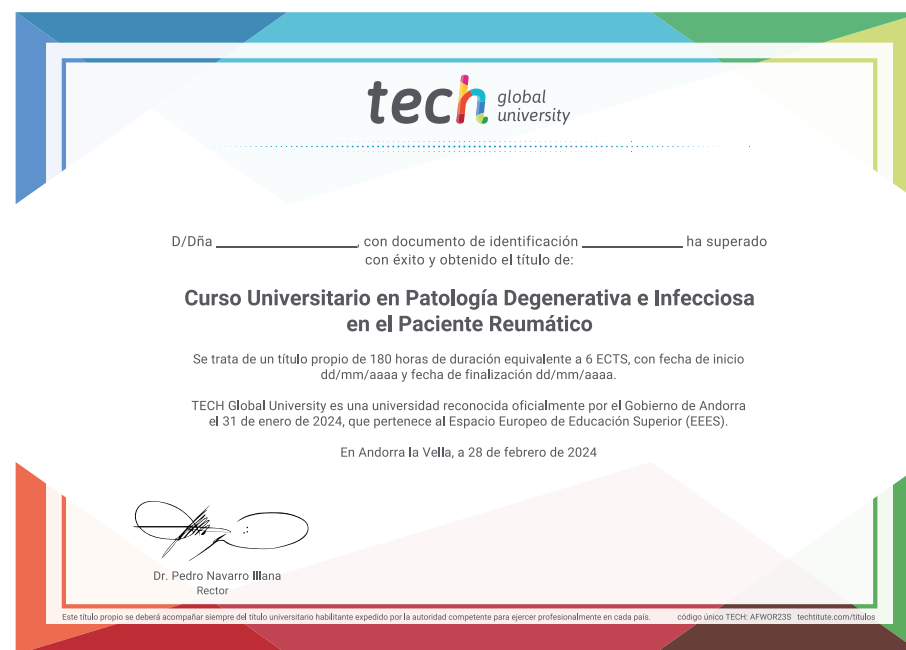 tech global university
D/Dña ________________, con documento de identificación ____________ ha superado
con éxito y obtenido el título de:
Curso Universitario en Patología Degenerativa e Infecciosa
en el Paciente Reumático
Se trata de un título propio de 180 horas de duración equivalente a 6 ECTS, con fecha de inicio
dd/mm/aaaa y fecha de finalización dd/mm/aaaa.
TECH Global University es una universidad reconocida oficialmente por el Gobierno de Andorra
el 31 de enero de 2024, que pertenece al Espacio Europeo de Educación Superior (EEES).
En Andorra la Vella, a 28 de febrero de 2024
Dr. Pedro Navarro Illana
Rector
Este título propio se deberá acompañar siempre del título universitario habilitante expedido por la autoridad competente para ejercer profesionalmente en cada país. código único TECH: AFWOR23S techtitute.com/titulos